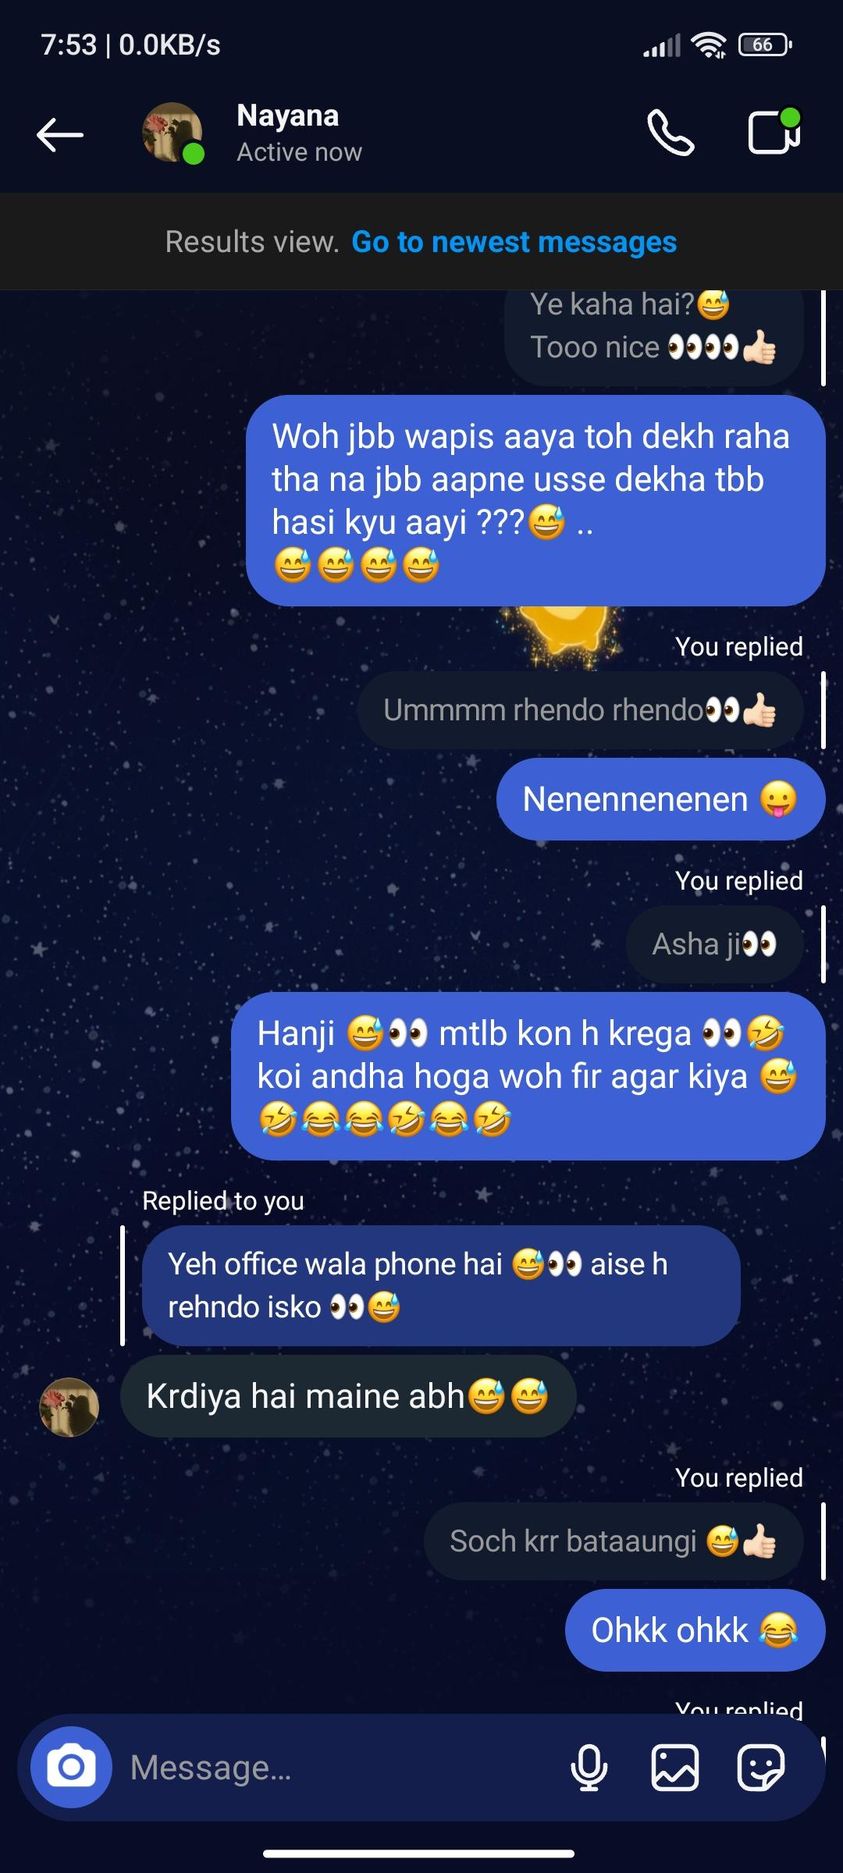 7:53 | 0.0KB/s
66
Nayana
Active now
Results view. Go to newest messages
Ye kaha hai?😅
Tooo nice 👀👀👍🏻
Woh jbb wapis aaya toh dekh raha
tha na jbb aapne usse dekha tbb
hasi kyu aayi ???😅 ..
😅😅😅😅
You replied
Ummmm rhendo rhendo👀👍🏻
Nenennenenen 😛
You replied
Asha ji👀
Hanji 😅👀 mtlb kon h krega 👀🤣
koi andha hoga woh fir agar kiya 😅
🤣😂😂🤣😂🤣
Replied to you
Yeh office wala phone hai 😅👀 aise h
rehndo isko 👀😅
Krdiya hai maine abh😅😅
You replied
Soch krr bataaungi 😅👍🏻
Ohkk ohkk 😂
You replied
Message...